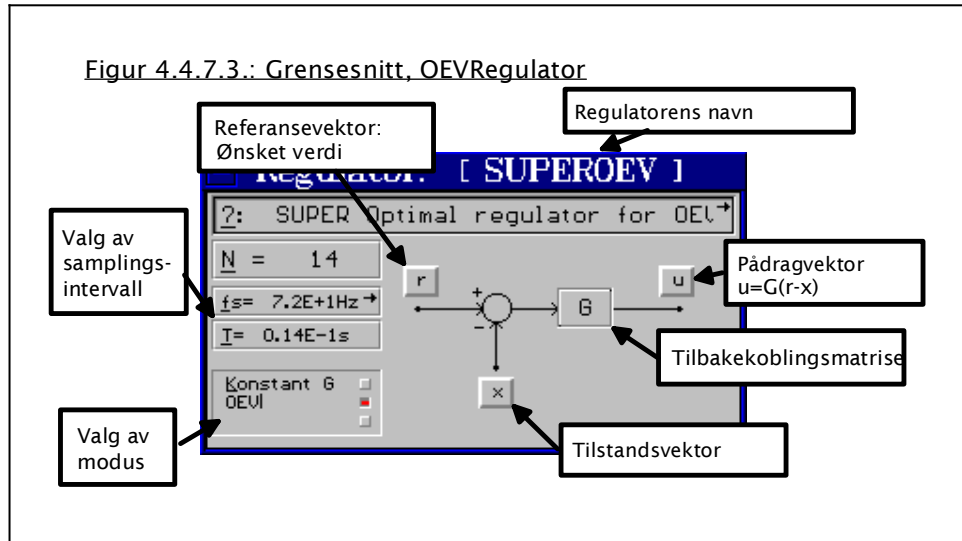 Figur 4.4.7.3.: Grensesnitt, OEVRegulator
Regulatorens navn
Referansevektor:
Ønsket verdi
Regulator: [ SUPEROEV ]
?: SUPER Optimal regulator for OEV
Valg av
samplings-
intervall
N = 14
fs= 7.2E+1Hz
T= 0.14E-1s
r
+
−
G
u
Pådragvektor
u=G(r-x)
Tilbakekoblingsmatrise
Konstant G
OEV
x
Valg av
modus
Tilstandsvektor